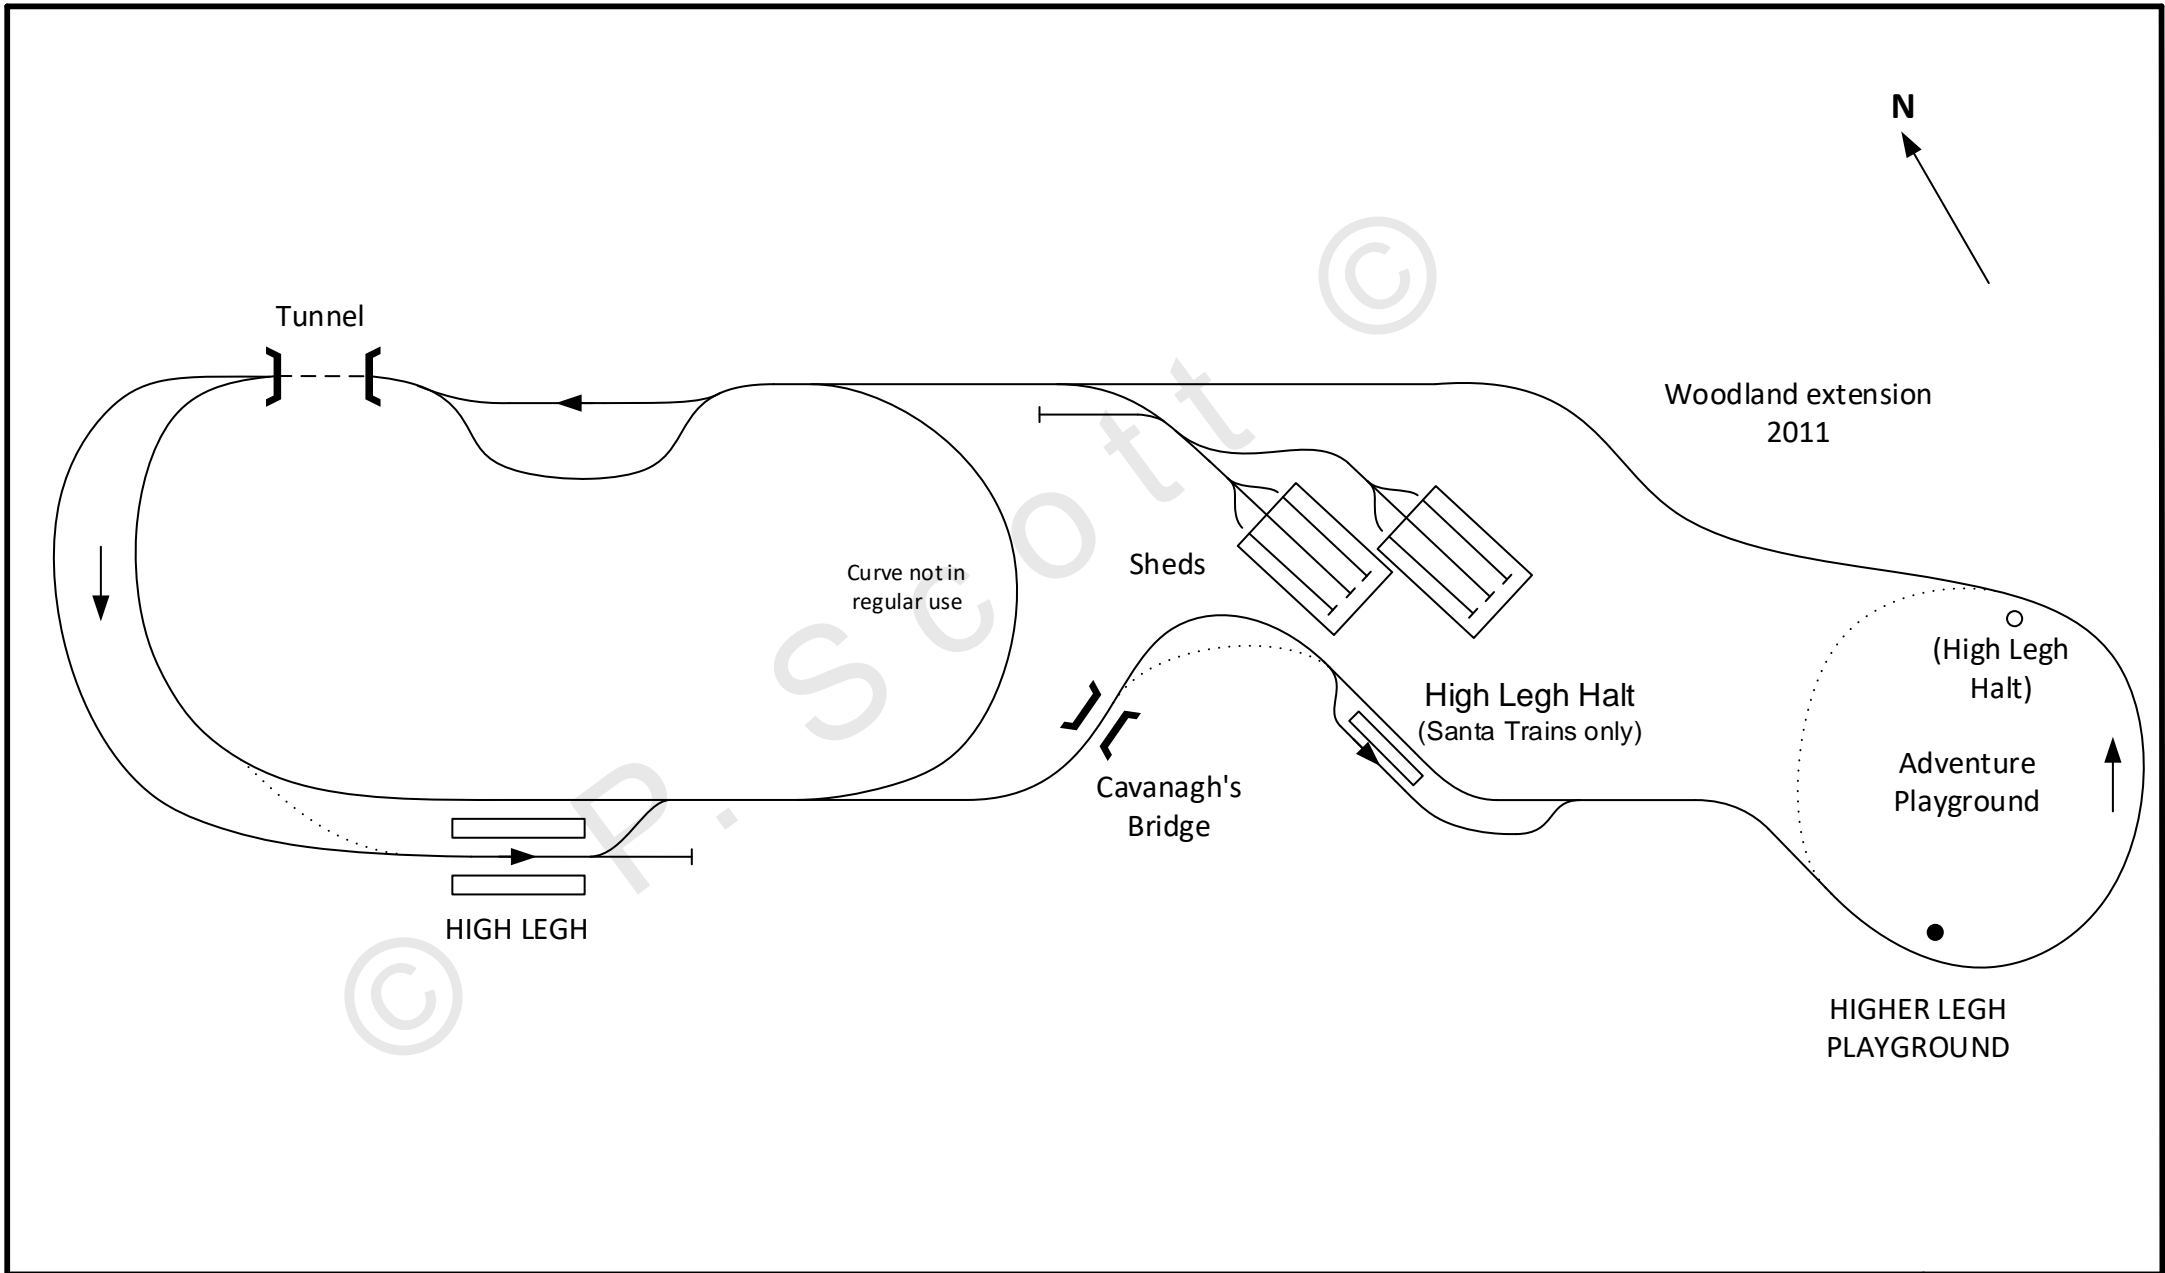 N
Tunnel
Woodland extension
2011
Curve not in
regular use
Sheds
(High Legh
Halt)
High Legh Halt
(Santa Trains only)
Adventure
Playground
Cavanagh's
Bridge
HIGH LEGH
HIGHER LEGH
PLAYGROUND
© P. Scott ©